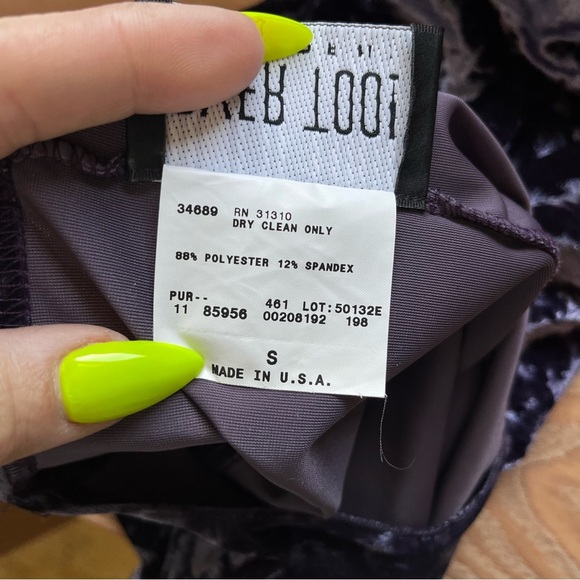 34689 RN 31310
DRY CLEAN ONLY
88% POLYESTER 12% SPANDEX
PUR-- 461 LOT:50132E
11 85956 00208192 198
S
MADE IN U.S.A.